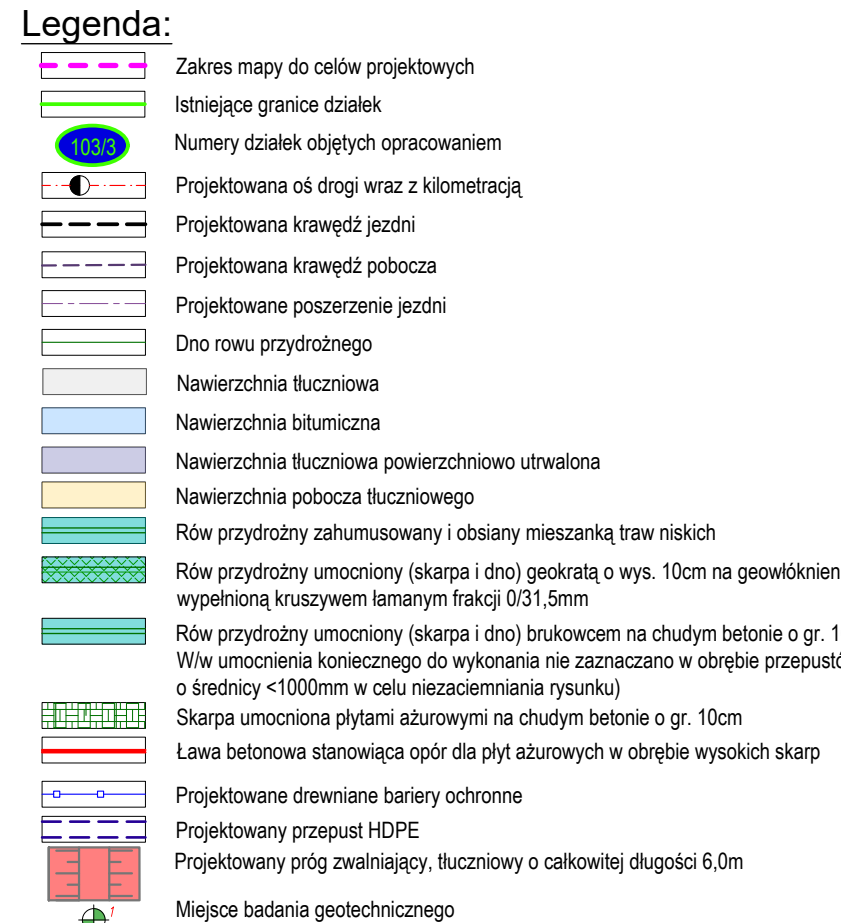 Legenda:
Zakres mapy do celów projektowych
Istniejące granice działek
103/3 Numery działek objętych opracowaniem
Projektowana oś drogi wraz z kilometracją
Projektowana krawędź jezdni
Projektowana krawędź pobocza
Projektowane poszerzenie jezdni
Dno rowu przydrożnego
Nawierzchnia tłuczniowa
Nawierzchnia bitumiczna
Nawierzchnia tłuczniowa powierzchniowo utrwalona
Nawierzchnia pobocza tłuczniowego
Rów przydrożny zahumusowany i obsiany mieszanką traw niskich
Rów przydrożny umocniony (skarpa i dno) geokratą o wys. 10cm na geowłóknien
wypełnioną kruszywem łamanym frakcji 0/31,5mm
Rów przydrożny umocniony (skarpa i dno) brukowcem na chudym betonie o gr. 1
W/w umocnienia koniecznego do wykonania nie zaznaczano w obrębie przepustó
o średnicy <1000mm w celu niezaciemniania rysunku)
Skarpa umocniona płytami ażurowymi na chudym betonie o gr. 10cm
Ława betonowa stanowiąca opór dla płyt ażurowych w obrębie wysokich skarp
Projektowane drewniane bariery ochronne
Projektowany przepust HDPE
Projektowany próg zwalniający, tłuczniowy o całkowitej długości 6,0m
1 Miejsce badania geotechnicznego